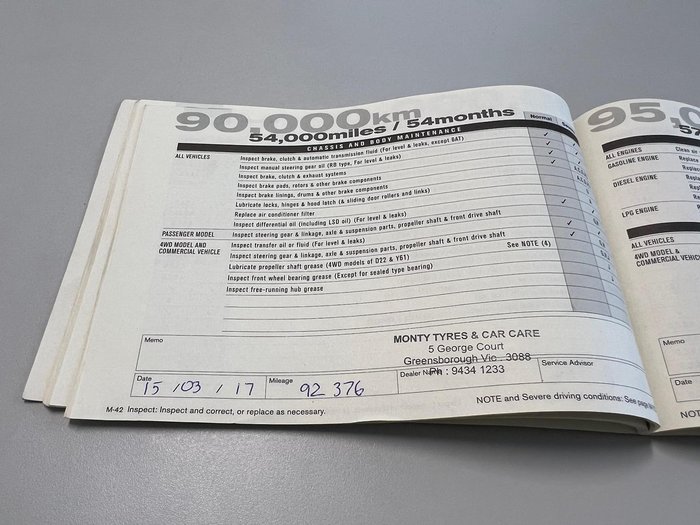 90,000km
54,000miles / 54months
CHASSIS AND BODY MAINTENANCE
Normal
ALL VEHICLES
Inspect brake, clutch & automatic transmission fluid (For level & leaks, except 8AT)
Inspect manual steering gear oil (RB type, For level & leaks)
Inspect brake, clutch & exhaust systems
Inspect brake pads, rotors & other brake components
Inspect brake linings, drums & other brake components
Lubricate locks, hinges & hood latch (& sliding door rollers and links)
Replace air conditioner filter
Inspect differential oil (including LSD oil) (For level & leaks)
PASSENGER MODEL
Inspect steering gear & linkage, axle & suspension parts, propeller shaft & front drive shaft
4WD MODEL AND
COMMERCIAL VEHICLE
Inspect transfer oil or fluid (For level & leaks)
Inspect steering gear & linkage, axle & suspension parts, propeller shaft & front drive shaft
Lubricate propeller shaft grease (4WD models of D22 & Y61) See NOTE (4)
Inspect front wheel bearing grease (Except for sealed type bearing)
Inspect free-running hub grease
Memo
MONTY TYRES & CAR CARE
5 George Court
Greensborough Vic. 3088
Ph : 9434 1233
Dealer Name
Service Advisor
Date
15 / 03 / 17
Mileage
92 376
M-42 Inspect: Inspect and correct, or replace as necessary.
NOTE and Severe driving conditions: See page
95,0
ALL ENGINES
Clean air
GASOLINE ENGINE
Replac
DIESEL ENGINE
Replac
LPG ENGINE
ALL VEHICLES
4WD MODEL &
COMMERCIAL VEHIC
Memo
Date
NOTE